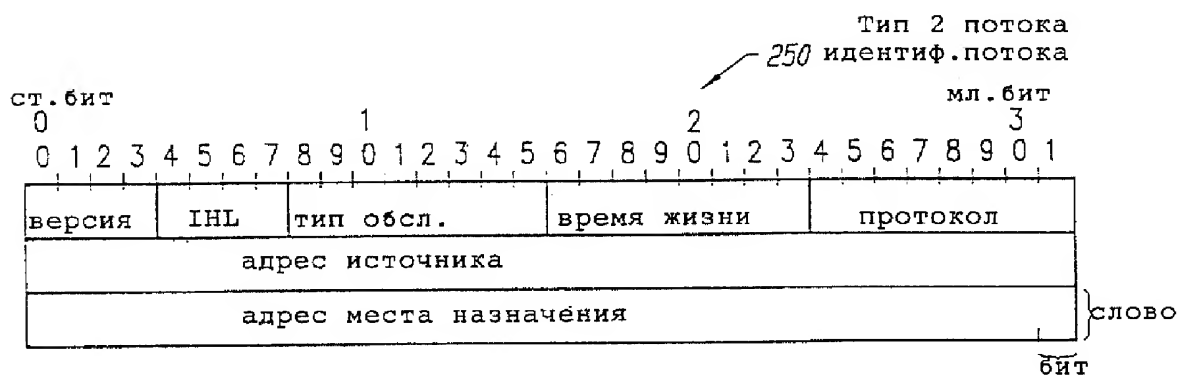 Тип 2 потока
250 идентиф.потока
ст.бит мл.бит
0 1 2 3
0 1 2 3 4 5 6 7 8 9 0 1 2 3 4 5 6 7 8 9 0 1 2 3 4 5 6 7 8 9 0 1
версия IHL тип обсл. время жизни протокол
адрес источника
адрес места назначения слово
бит